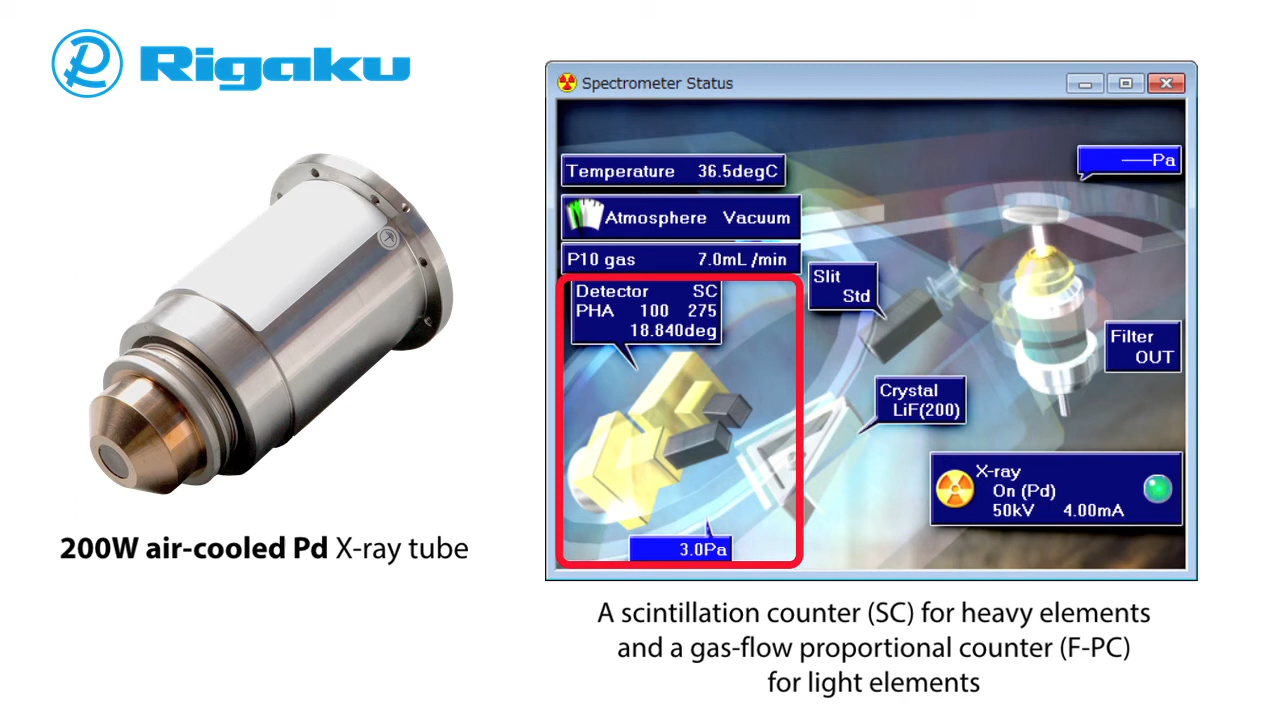 Rigaku
200W air-cooled Pd X-ray tube
Spectrometer Status
Temperature 36.5degC
Atmosphere Vacuum
P10 gas 7.0mL/min
Detector SC
PHA 100 275
18.840deg
3.0Pa
Slit
Std
Crystal
LiF(200)
——Pa
Filter
OUT
X-ray
On (Pd)
50kV 4.00mA
A scintillation counter (SC) for heavy elements
and a gas-flow proportional counter (F-PC)
for light elements